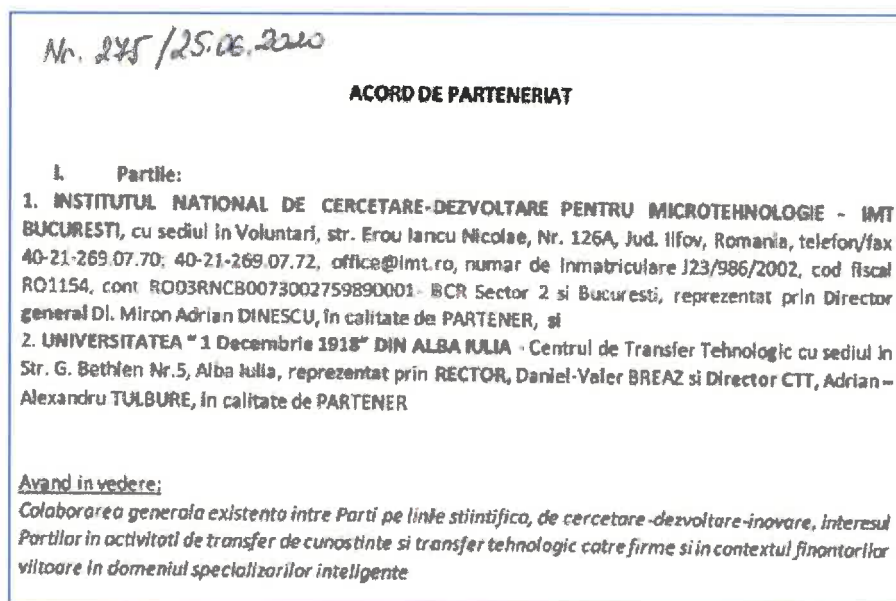 Nr. 275/25.06.2020
ACORD DE PARTENERIAT
I. Partile:
1. INSTITUTUL NATIONAL DE CERCETARE-DEZVOLTARE PENTRU MICROTEHNOLOGIE - IMT
BUCURESTI, cu sediul in Voluntari, str. Erou Iancu Nicolae, Nr. 126A, Jud. Ilfov, Romania, telefon/fax
40-21-269.07.70; 40-21-269.07.72, office@imt.ro, numar de inmatriculare J23/986/2002, cod fiscal
RO1154, cont RO03RNCB0073002759890001- BCR Sector 2 si Bucuresti, reprezentat prin Director
general Dl. Miron Adrian DINESCU, in calitate de PARTENER, si
2. UNIVERSITATEA "1 Decembrie 1918" DIN ALBA IULIA - Centrul de Transfer Tehnologic cu sediul in
Str. G. Bethlen Nr.5, Alba Iulia, reprezentat prin RECTOR, Daniel-Valer BREAZ si Director CTT, Adrian –
Alexandru TULBURE, in calitate de PARTENER
Avand in vedere:
Colaborarea generala existenta intre Parti pe linie stiintifica, de cercetare-dezvoltare-inovare, interesul
Partilor in activitati de transfer de cunostinte si transfer tehnologic catre firme si in contextul finantarilor
viitoare in domeniul specializarilor inteligente